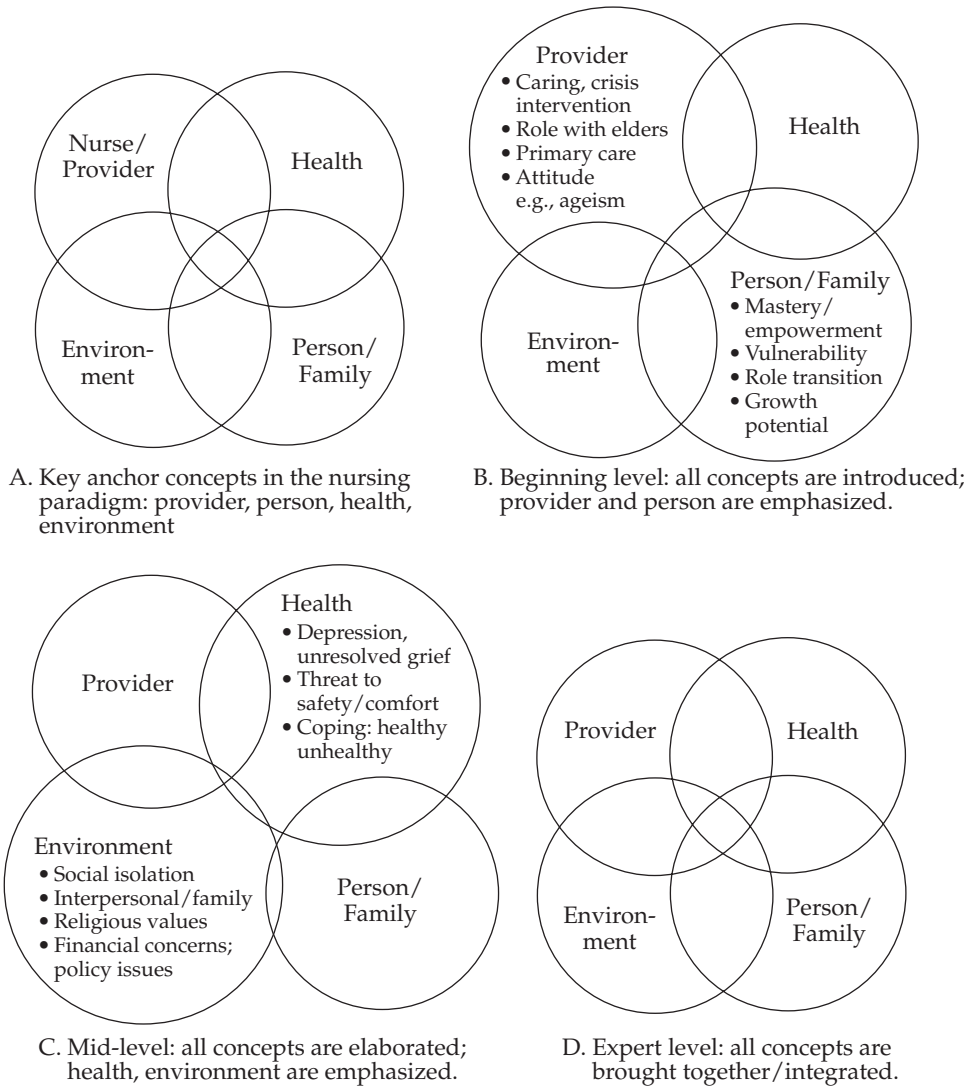 Nurse/
Provider
Health
Environ-
ment
Person/
Family
A. Key anchor concepts in the nursing
paradigm: provider, person, health,
environment
Provider
• Caring, crisis
intervention
• Role with elders
• Primary care
• Attitude
e.g., ageism
Health
Environ-
ment
Person/Family
• Mastery/
empowerment
• Vulnerability
• Role transition
• Growth
potential
B. Beginning level: all concepts are introduced;
provider and person are emphasized.
Provider
Health
• Depression,
unresolved grief
• Threat to
safety/comfort
• Coping: healthy
unhealthy
Environment
• Social isolation
• Interpersonal/family
• Religious values
• Financial concerns;
policy issues
Person/
Family
C. Mid-level: all concepts are elaborated;
health, environment are emphasized.
Provider
Health
Environ-
ment
Person/
Family
D. Expert level: all concepts are
brought together/integrated.